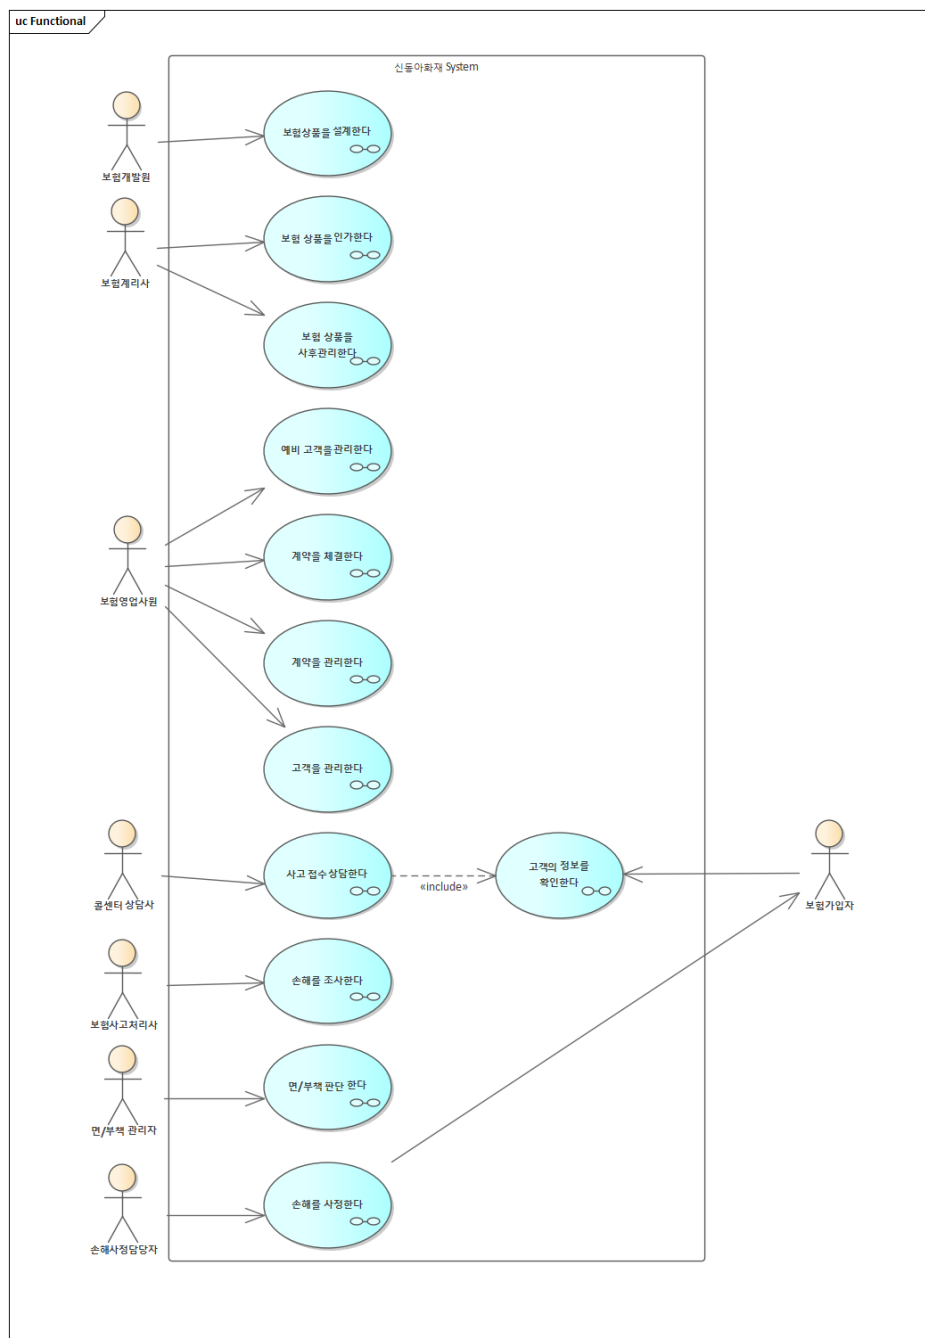 uc Functional
신동아화재 System
보험개발원
보험상품을 설계한다
보험계리사
보험 상품을 인가한다
보험 상품을
사후관리한다
예비 고객을 관리한다
보험영업사원
계약을 체결한다
계약을 관리한다
고객을 관리한다
콜센터 상담사
사고 접수 상담한다
«include»
고객의 정보를
확인한다
보험가입자
보험사고처리사
손해를 조사한다
면/부책 관리자
면/부책 판단 한다
손해사정담당자
손해를 사정한다